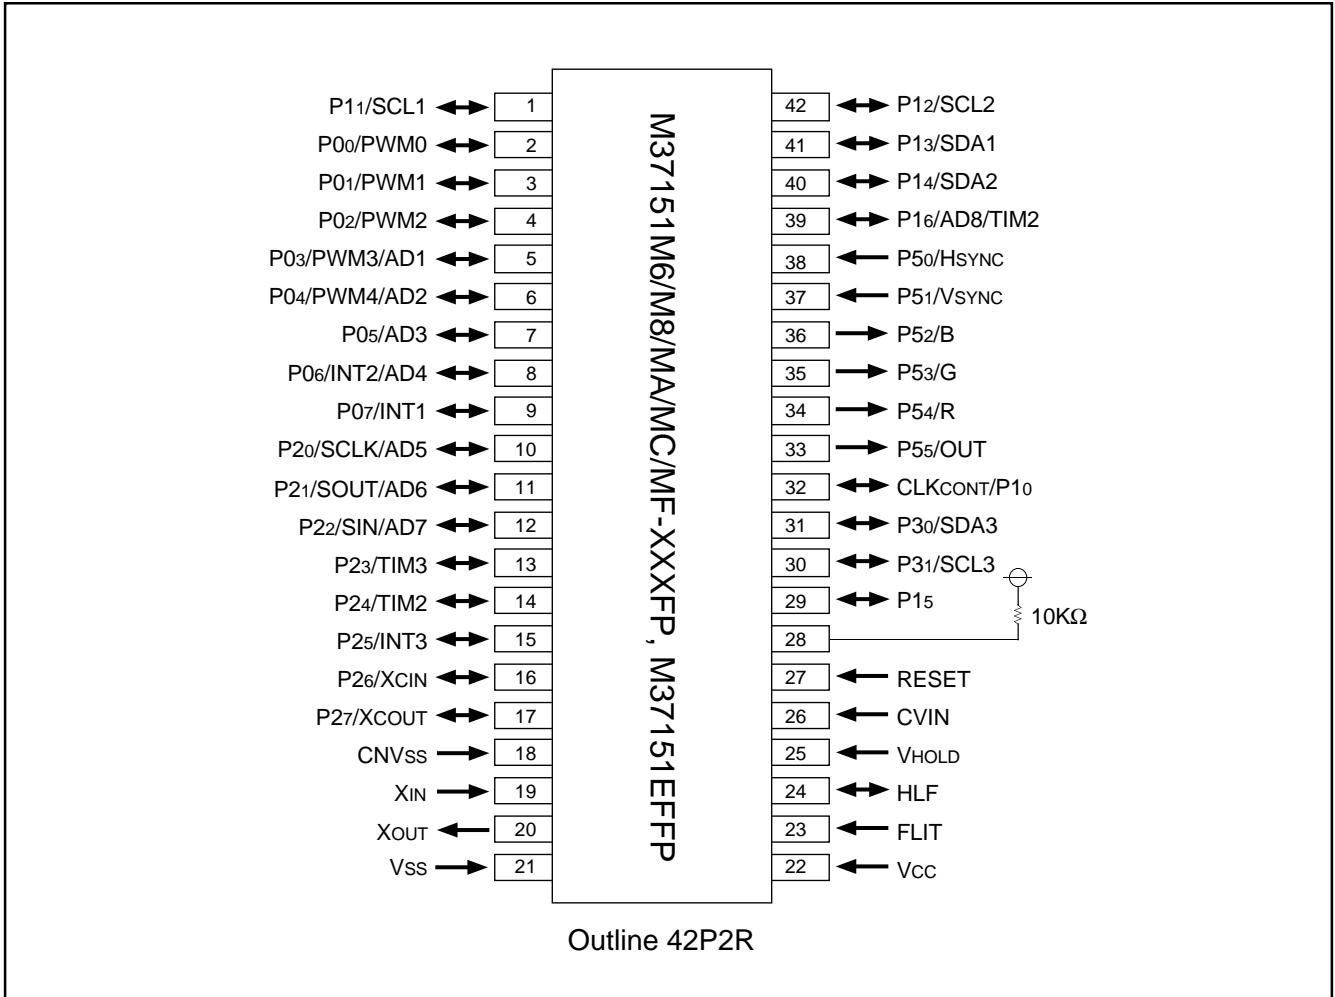 P11/SCL1 1 42 P12/SCL2
P00/PWM0 2 41 P13/SDA1
P01/PWM1 3 40 P14/SDA2
P02/PWM2 4 39 P16/AD8/TIM2
P03/PWM3/AD1 5 38 P50/HSYNC
P04/PWM4/AD2 6 37 P51/VSYNC
P05/AD3 7 36 P52/B
P06/INT2/AD4 8 35 P53/G
P07/INT1 9 34 P54/R
P20/SCLK/AD5 10 33 P55/OUT
P21/SOUT/AD6 11 32 CLKCONT/P10
P22/SIN/AD7 12 31 P30/SDA3
P23/TIM3 13 30 P31/SCL3
P24/TIM2 14 29 P15
10KΩ
P25/INT3 15 28
P26/XCIN 16 27 RESET
P27/XCOUT 17 26 CVIN
CNVSS 18 25 VHOLD
XIN 19 24 HLF
XOUT 20 23 FLIT
VSS 21 22 VCC
M37151M6/M8/MA/MC/MF-XXXFP, M37151EFFP
Outline 42P2R